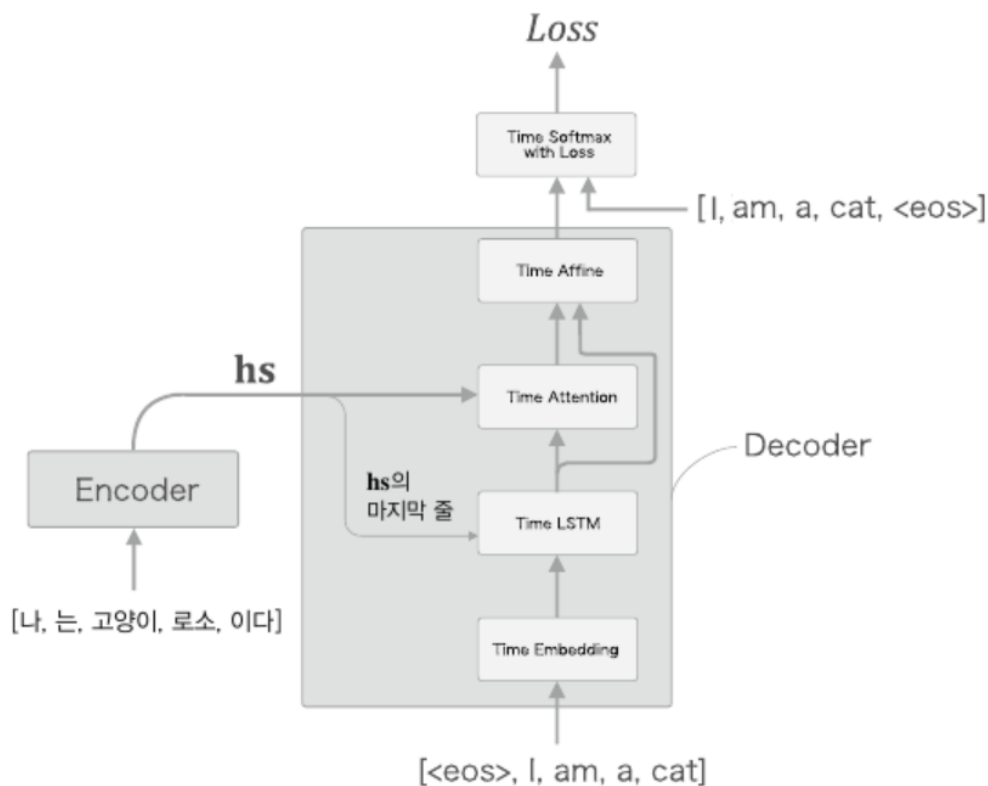 Loss
Time Softmax
with Loss
[I, am, a, cat, <eos>]
Time Affine
hs
Time Attention
Decoder
Encoder
hs의
마지막 줄
Time LSTM
[나, 는, 고양이, 로소, 이다]
Time Embedding
[<eos>, I, am, a, cat]